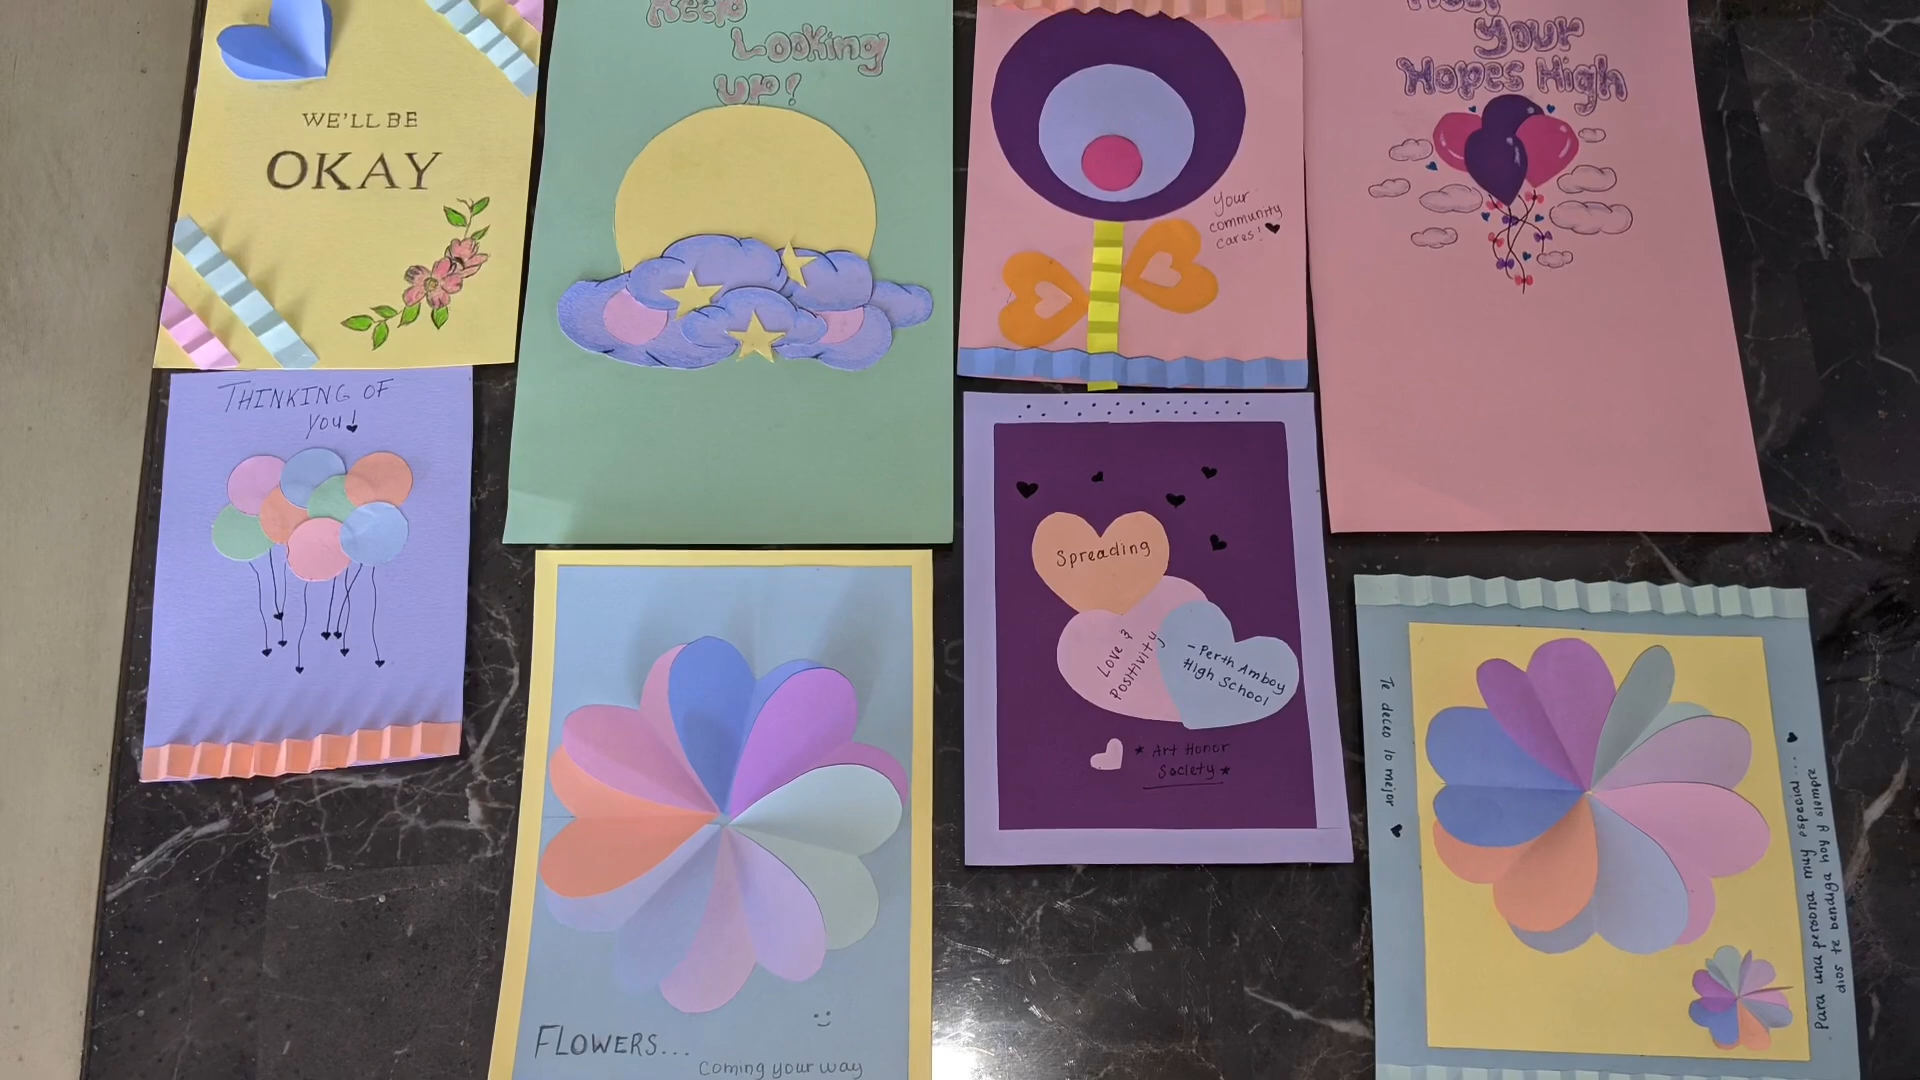 WE'LL BE
OKAY
Keep
Looking
up!
Your
community
cares!
Your
Hopes High
THINKING OF
you!
Spreading
Love &
Positivity
- Perth Amboy
High School
* Art Honor
Society *
FLOWERS...
Coming your way
Te deceo lo mejor
Para una persona muy especial...
dios te bendiga hoy y siempre